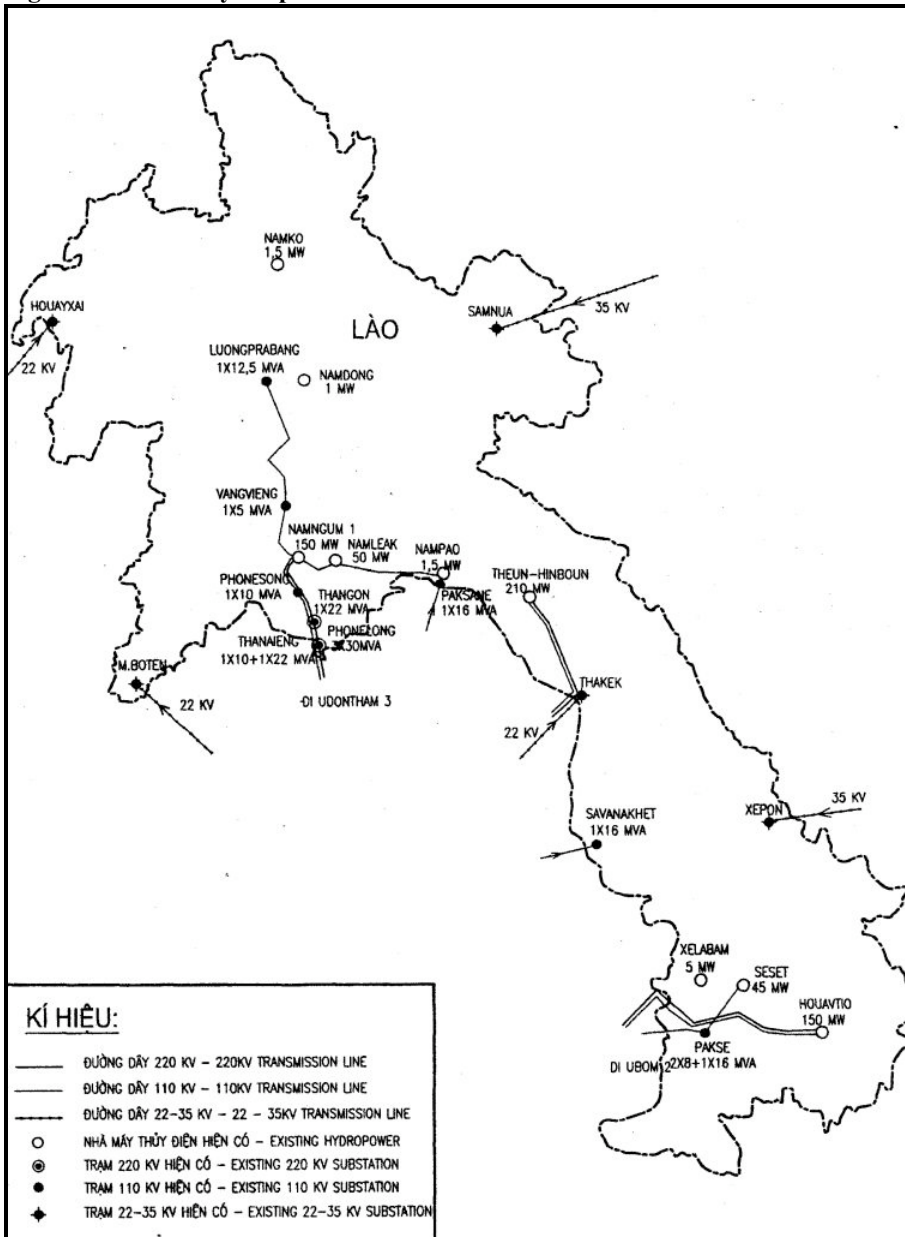 NAMKO
1,5 MW
HOUAYXAI
22 KV
LÀO
SAMNUA
35 KV
LUONGPRABANG
1X12,5 MVA
NAMDONG
1 MW
VANGVIENG
1X5 MVA
NAMNGUM 1
150 MW
NAMLEAK
50 MW
NAMPAO
1,5 MW
PAKSANE
1X16 MVA
THEUN-HINBOUN
210 MW
PHONESONG
1X10 MVA
THANGON
1X22 MVA
PHONELONG
THANAIENG
1X10+1X22 MVA
M.BOTEN
22 KV
ĐI UDONTHAM 3
THAKEK
22 KV
SAVANAKHET
1X16 MVA
XEPON
35 KV
XELABAM
5 MW
SESET
45 MW
HOUAVTIO
150 MW
PAKSE
2X8+1X16 MVA
DI UBOM 2
KÍ HIỆU:
ĐƯỜNG DÂY 220 KV - 220KV TRANSMISSION LINE
ĐƯỜNG DÂY 110 KV - 110KV TRANSMISSION LINE
ĐƯỜNG DÂY 22-35 KV - 22 - 35KV TRANSMISSION LINE
NHÀ MÁY THỦY ĐIỆN HIỆN CÓ - EXISTING HYDROPOWER
TRẠM 220 KV HIỆN CÓ - EXISTING 220 KV SUBSTATION
TRẠM 110 KV HIỆN CÓ - EXISTING 110 KV SUBSTATION
TRẠM 22-35 KV HIỆN CÓ - EXISTING 22-35 KV SUBSTATION